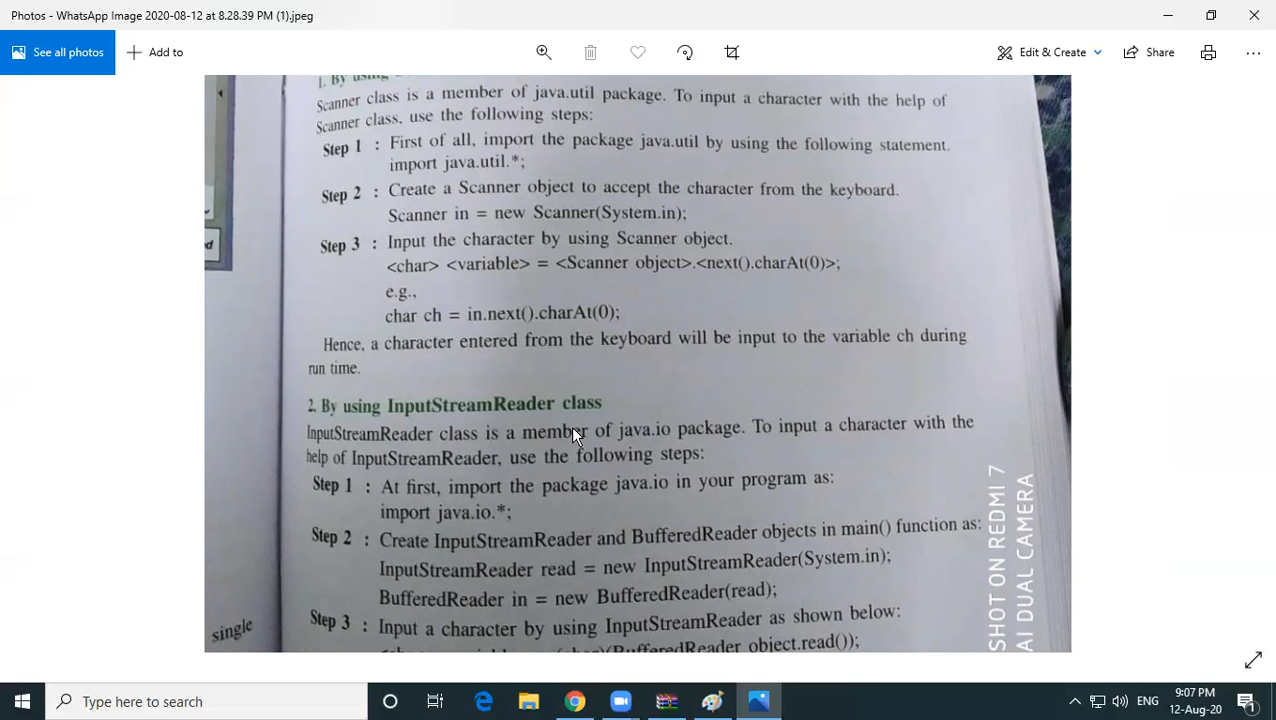 Photos - WhatsApp Image 2020-08-12 at 8.28.39 PM (1).jpeg
See all photos
Add to
Edit & Create
Share
1. By using
Scanner class is a member of java.util package. To input a character with the help of
Scanner class, use the following steps:
Step 1 : First of all, import the package java.util by using the following statement.
import java.util.*;
Step 2 : Create a Scanner object to accept the character from the keyboard.
Scanner in = new Scanner(System.in);
Step 3 : Input the character by using Scanner object.
<char> <variable> = <Scanner object>.<next().charAt(0)>;
e.g.,
char ch = in.next().charAt(0);
Hence, a character entered from the keyboard will be input to the variable ch during
run time.
2. By using InputStreamReader class
InputStreamReader class is a member of java.io package. To input a character with the
help of InputStreamReader, use the following steps:
Step 1 : At first, import the package java.io in your program as:
import java.io.*;
Step 2 : Create InputStreamReader and BufferedReader objects in main() function as:
InputStreamReader read = new InputStreamReader(System.in);
BufferedReader in = new BufferedReader(read);
Step 3 : Input a character by using InputStreamReader as shown below:
(BufferedReader object.read());
single
SHOT ON REDMI 7
AI DUAL CAMERA
Type here to search
ENG
9:07 PM
12-Aug-20
1